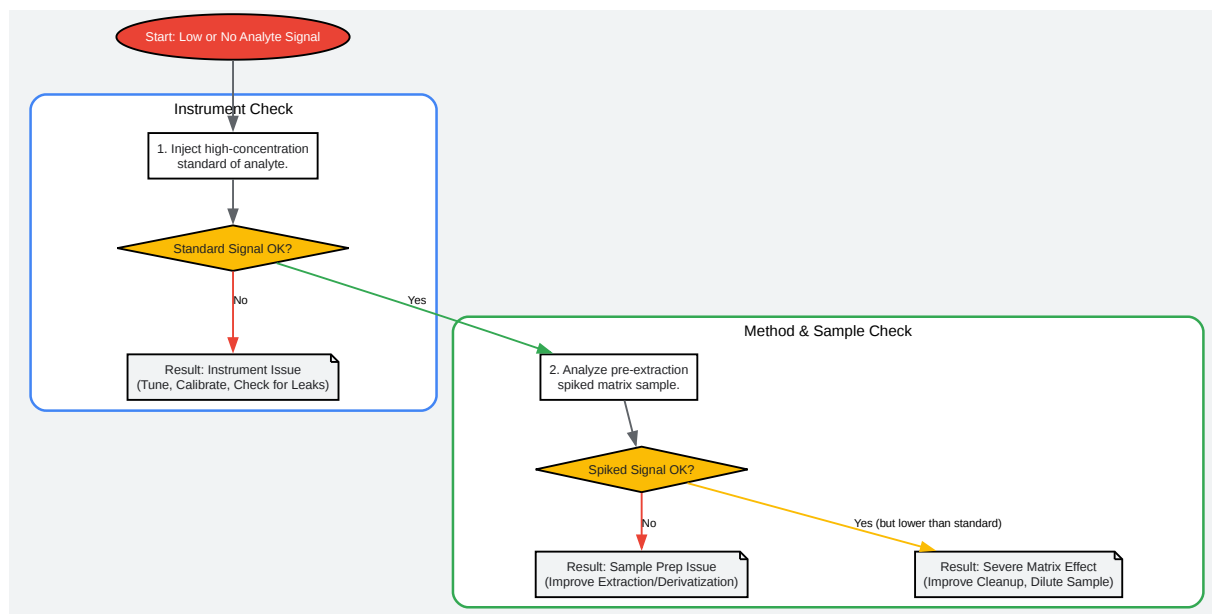 Start: Low or No Analyte Signal
Instrument Check
1. Inject high-concentration
standard of analyte.
Standard Signal OK?
No
Yes
Result: Instrument Issue
(Tune, Calibrate, Check for Leaks)
Method & Sample Check
2. Analyze pre-extraction
spiked matrix sample.
Spiked Signal OK?
No
Yes (but lower than standard)
Result: Sample Prep Issue
(Improve Extraction/Derivatization)
Result: Severe Matrix Effect
(Improve Cleanup, Dilute Sample)